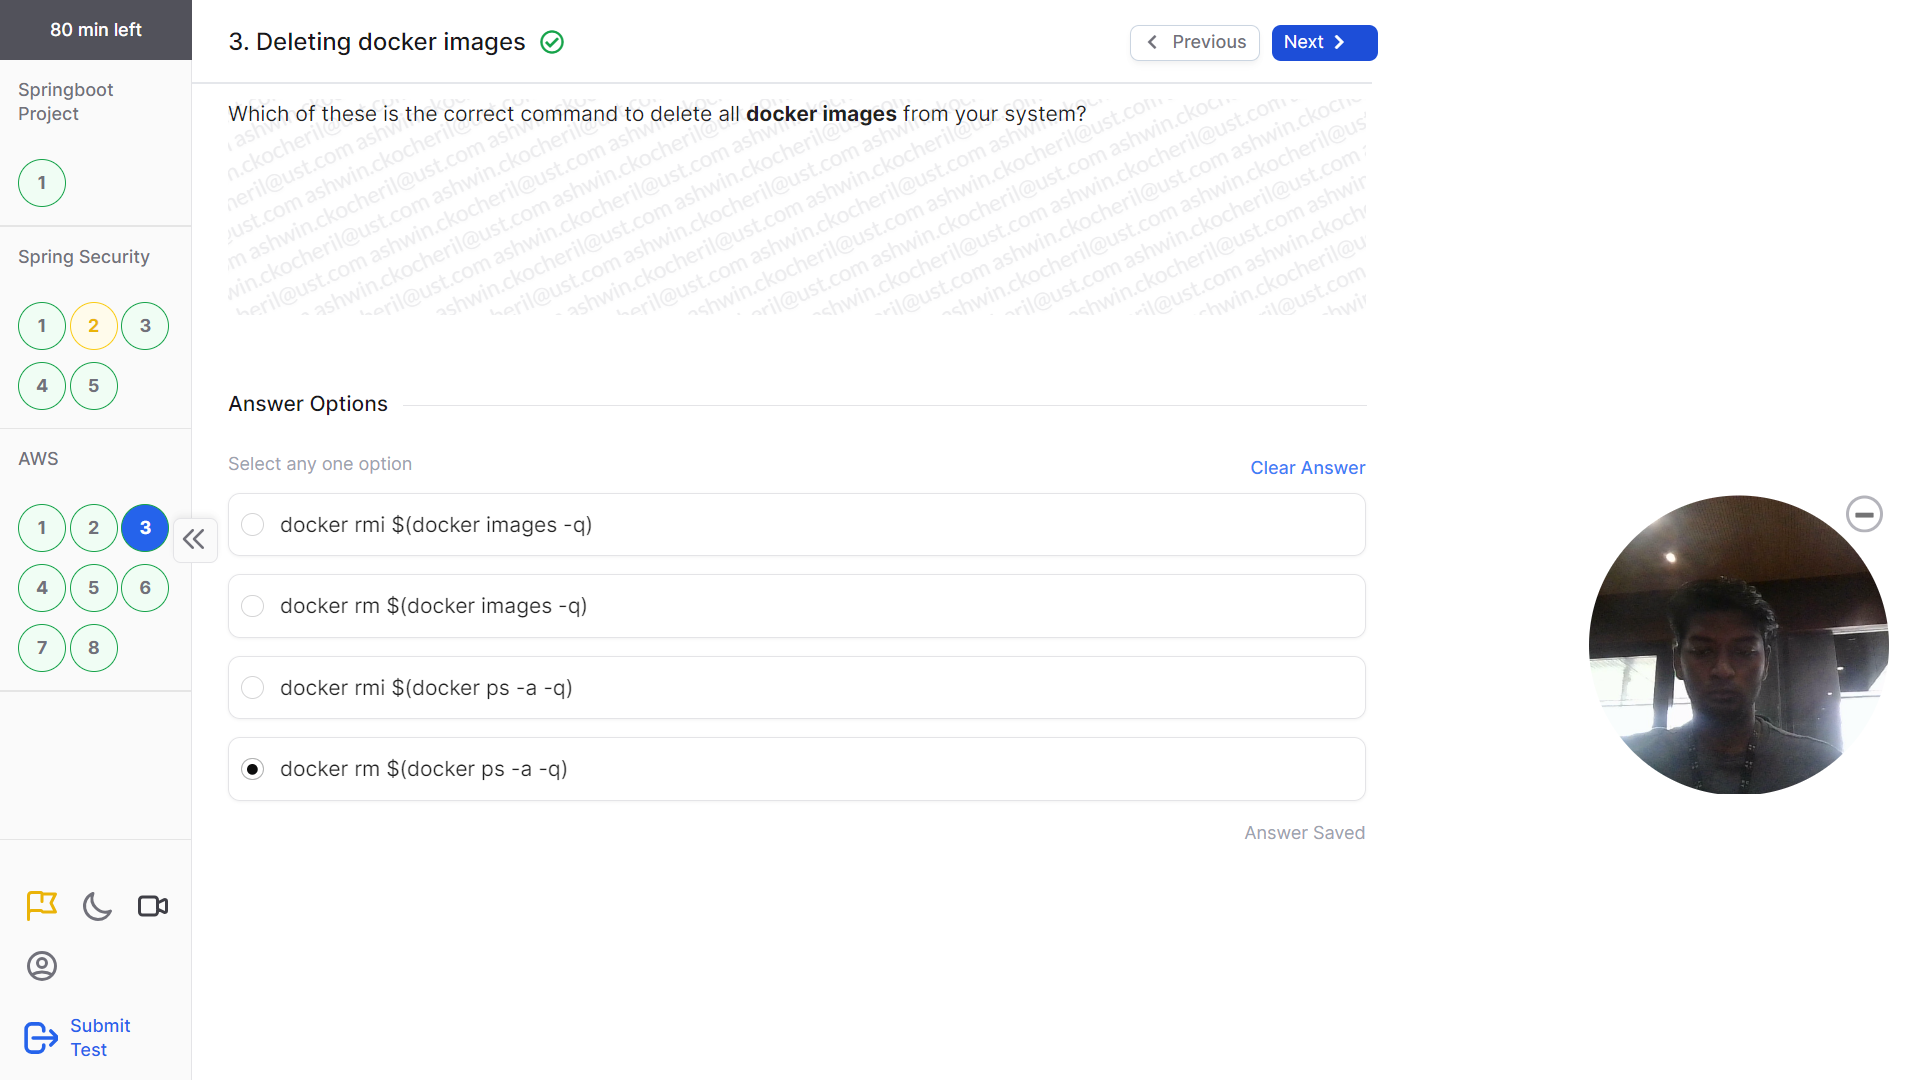 80 min left
3. Deleting docker images
Previous
Next
Springboot
Project
1
Which of these is the correct command to delete all docker images from your system?
Spring Security
1
2
3
4
5
AWS
1
2
3
4
5
6
7
8
Answer Options
Select any one option
Clear Answer
docker rmi $(docker images -q)
docker rm $(docker images -q)
docker rmi $(docker ps -a -q)
docker rm $(docker ps -a -q)
Answer Saved
Submit
Test
ashwin.ckocheril@ust.com